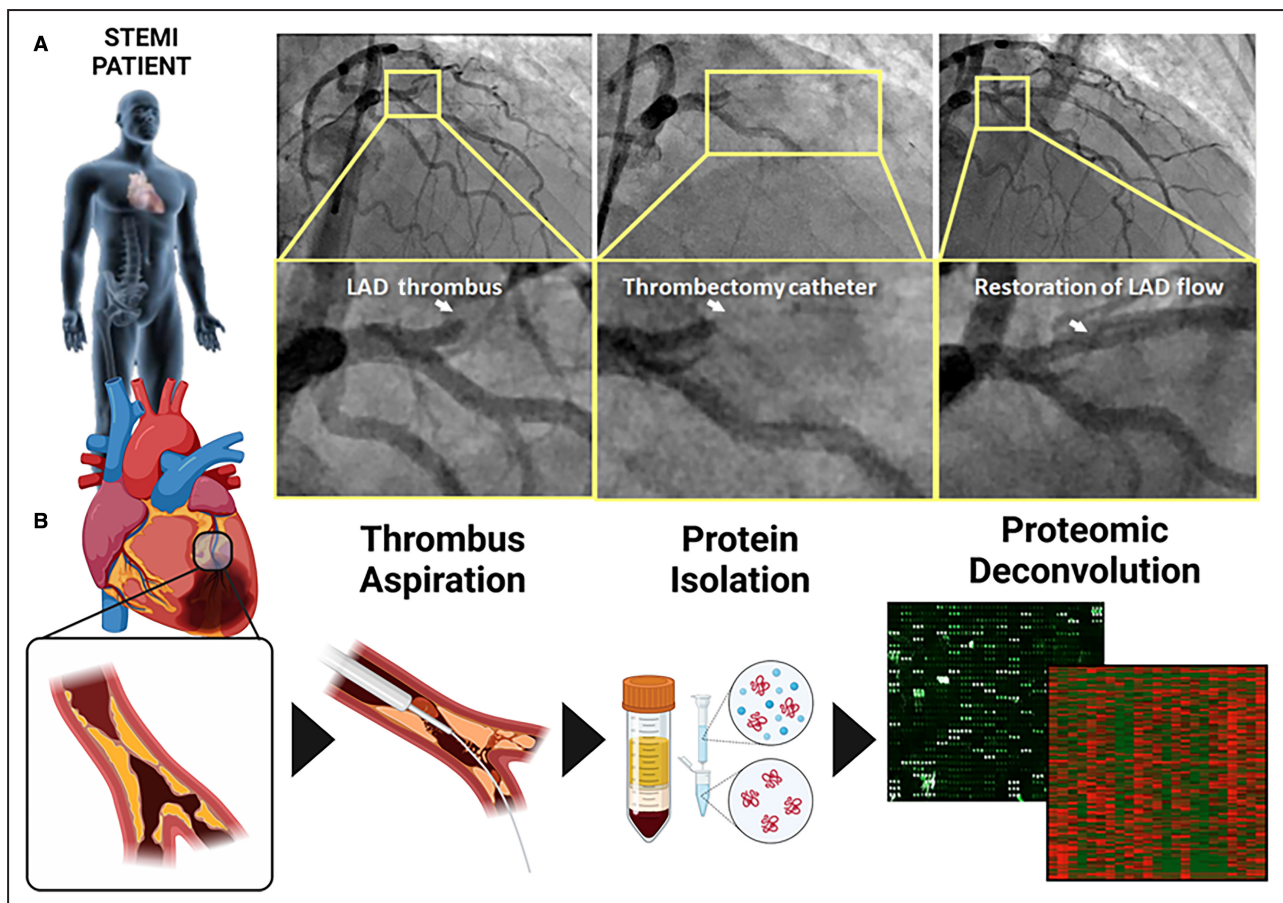 A
STEMI
PATIENT
LAD thrombus
Thrombectomy catheter
Restoration of LAD flow
B
Thrombus
Aspiration
Protein
Isolation
Proteomic
Deconvolution